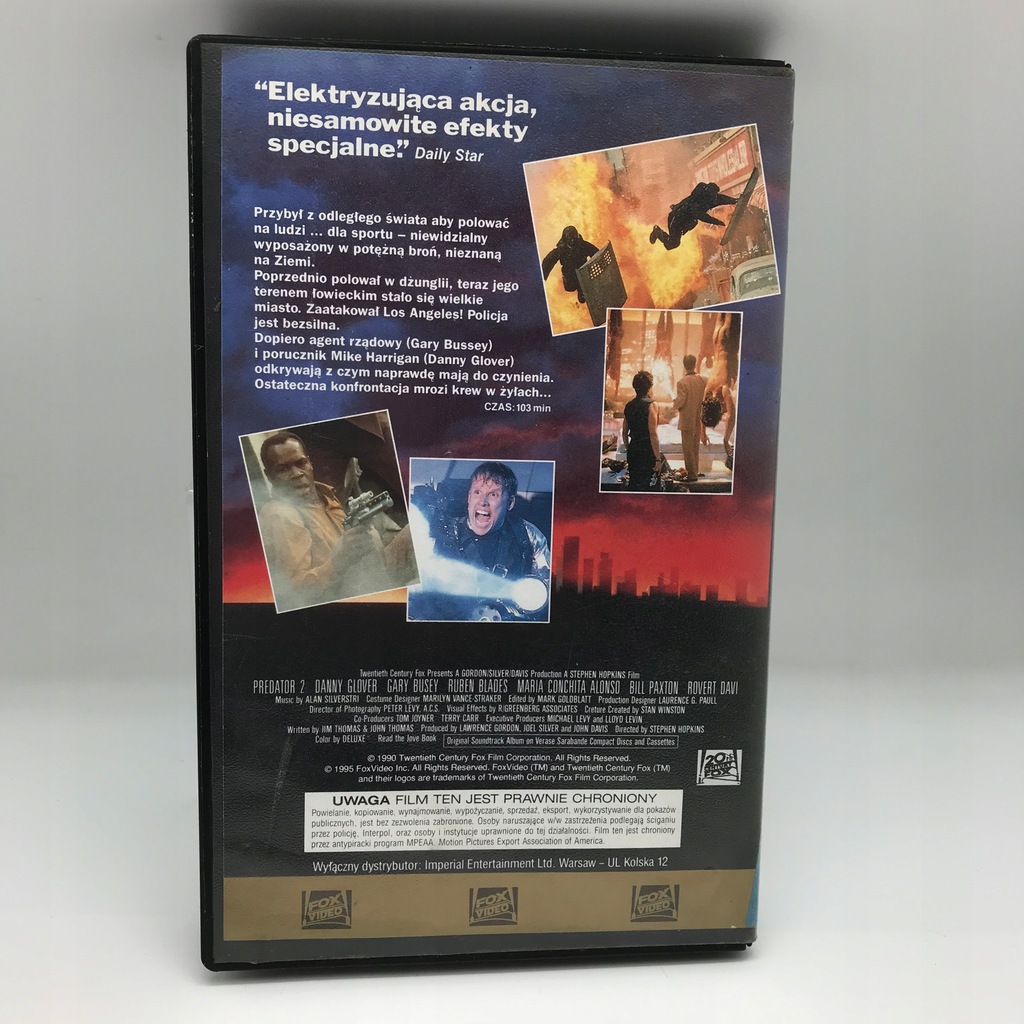 “Elektryzująca akcja,
niesamowite efekty
specjalne.” Daily Star
Przybył z odległego świata aby polować
na ludzi ... dla sportu – niewidzialny
wyposażony w potężną broń, nieznaną
na Ziemi.
Poprzednio polował w dżunglii, teraz jego
terenem łowieckim stało się wielkie
miasto. Zaatakował Los Angeles! Policja
jest bezsilna.
Dopiero agent rządowy (Gary Bussey)
i porucznik Mike Harrigan (Danny Glover)
odkrywają z czym naprawdę mają do czynienia.
Ostateczna konfrontacja mrozi krew w żyłach...
CZAS: 103 min
Twentieth Century Fox Presents A GORDON/SILVER/DAVIS Production A STEPHEN HOPKINS Film
PREDATOR 2 DANNY GLOVER GARY BUSEY RUBEN BLADES MARIA CONCHITA ALONSO BILL PAXTON ROVERT DAVI
Music by ALAN SILVERSTRI Costume Designer MARILYN VANCE-STRAKER Edited by MARK GOLDBLATT Production Designer LAURENCE G. PAULL
Director of Photography PETER LEVY, A.C.S. Visual Effects by R/GREENBERG ASSOCIATES Creture Created by STAN WINSTON
Co-Producers TOM JOYNER TERRY CARR Executive Producers MICHAEL LEVY and LLOYD LEVIN
Written by JIM THOMAS & JOHN THOMAS Produced by LAWRENCE GORDON, JOEL SILVER and JOHN DAVIS Directed by STEPHEN HOPKINS
Color by DELUXE Read the Jove Book Original Soundtrack Album on Verase Sarabande Compact Discs and Cassettes
© 1990 Twentieth Century Fox Film Corporation. All Rights Reserved.
© 1995 FoxVideo Inc. All Rights Reserved. FoxVideo (TM) and Twentieth Century Fox (TM)
and their logos are trademarks of Twentieth Century Fox Film Corporation.
20th CENTURY FOX
UWAGA FILM TEN JEST PRAWNIE CHRONIONY
Powielanie, kopiowanie, wynajmowanie, wypożyczanie, sprzedaż, eksport, wykorzystywanie dla pokazów
publicznych, jest bez zezwolenia zabronione. Osoby naruszające w/w zastrzeżenia podlegają ściganiu
przez policję, Interpol, oraz osoby i instytucje uprawnione do tej działalności. Film ten jest chroniony
przez antypiracki program MPEAA. Motion Pictures Export Association of America.
Wyłączny dystrybutor: Imperial Entertainment Ltd. Warsaw – UL Kolska 12
FOX VIDEO FOX VIDEO FOX VIDEO